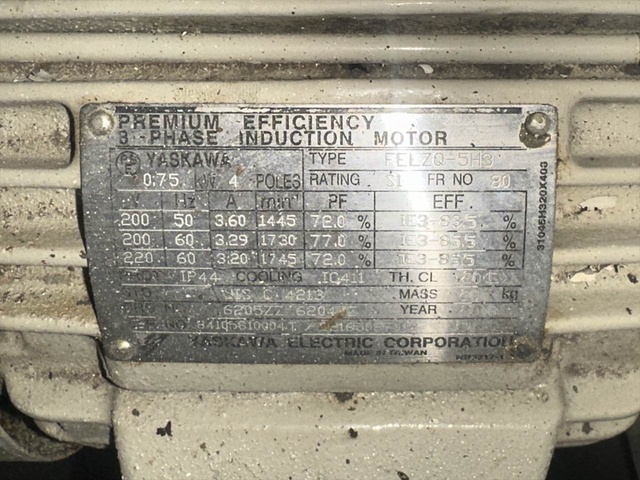 PREMIUM EFFICIENCY
3-PHASE INDUCTION MOTOR
YASKAWA TYPE FELZQ-5H3
0.75 kW 4 POLES RATING S1 FR NO 80
V Hz A min⁻¹ PF EFF.
200 50 3.60 1445 72.0 %
200 60 3.29 1730 77.0 % IE3-85.5
220 60 3.20 1745 72.0 % IE3-85.5
IP44 COOLING IC411 TH. CL
JIS C 4213 MASS kg
6205ZZ YEAR
YASKAWA ELECTRIC CORPORATION
MADE IN TAIWAN
31045H320X403